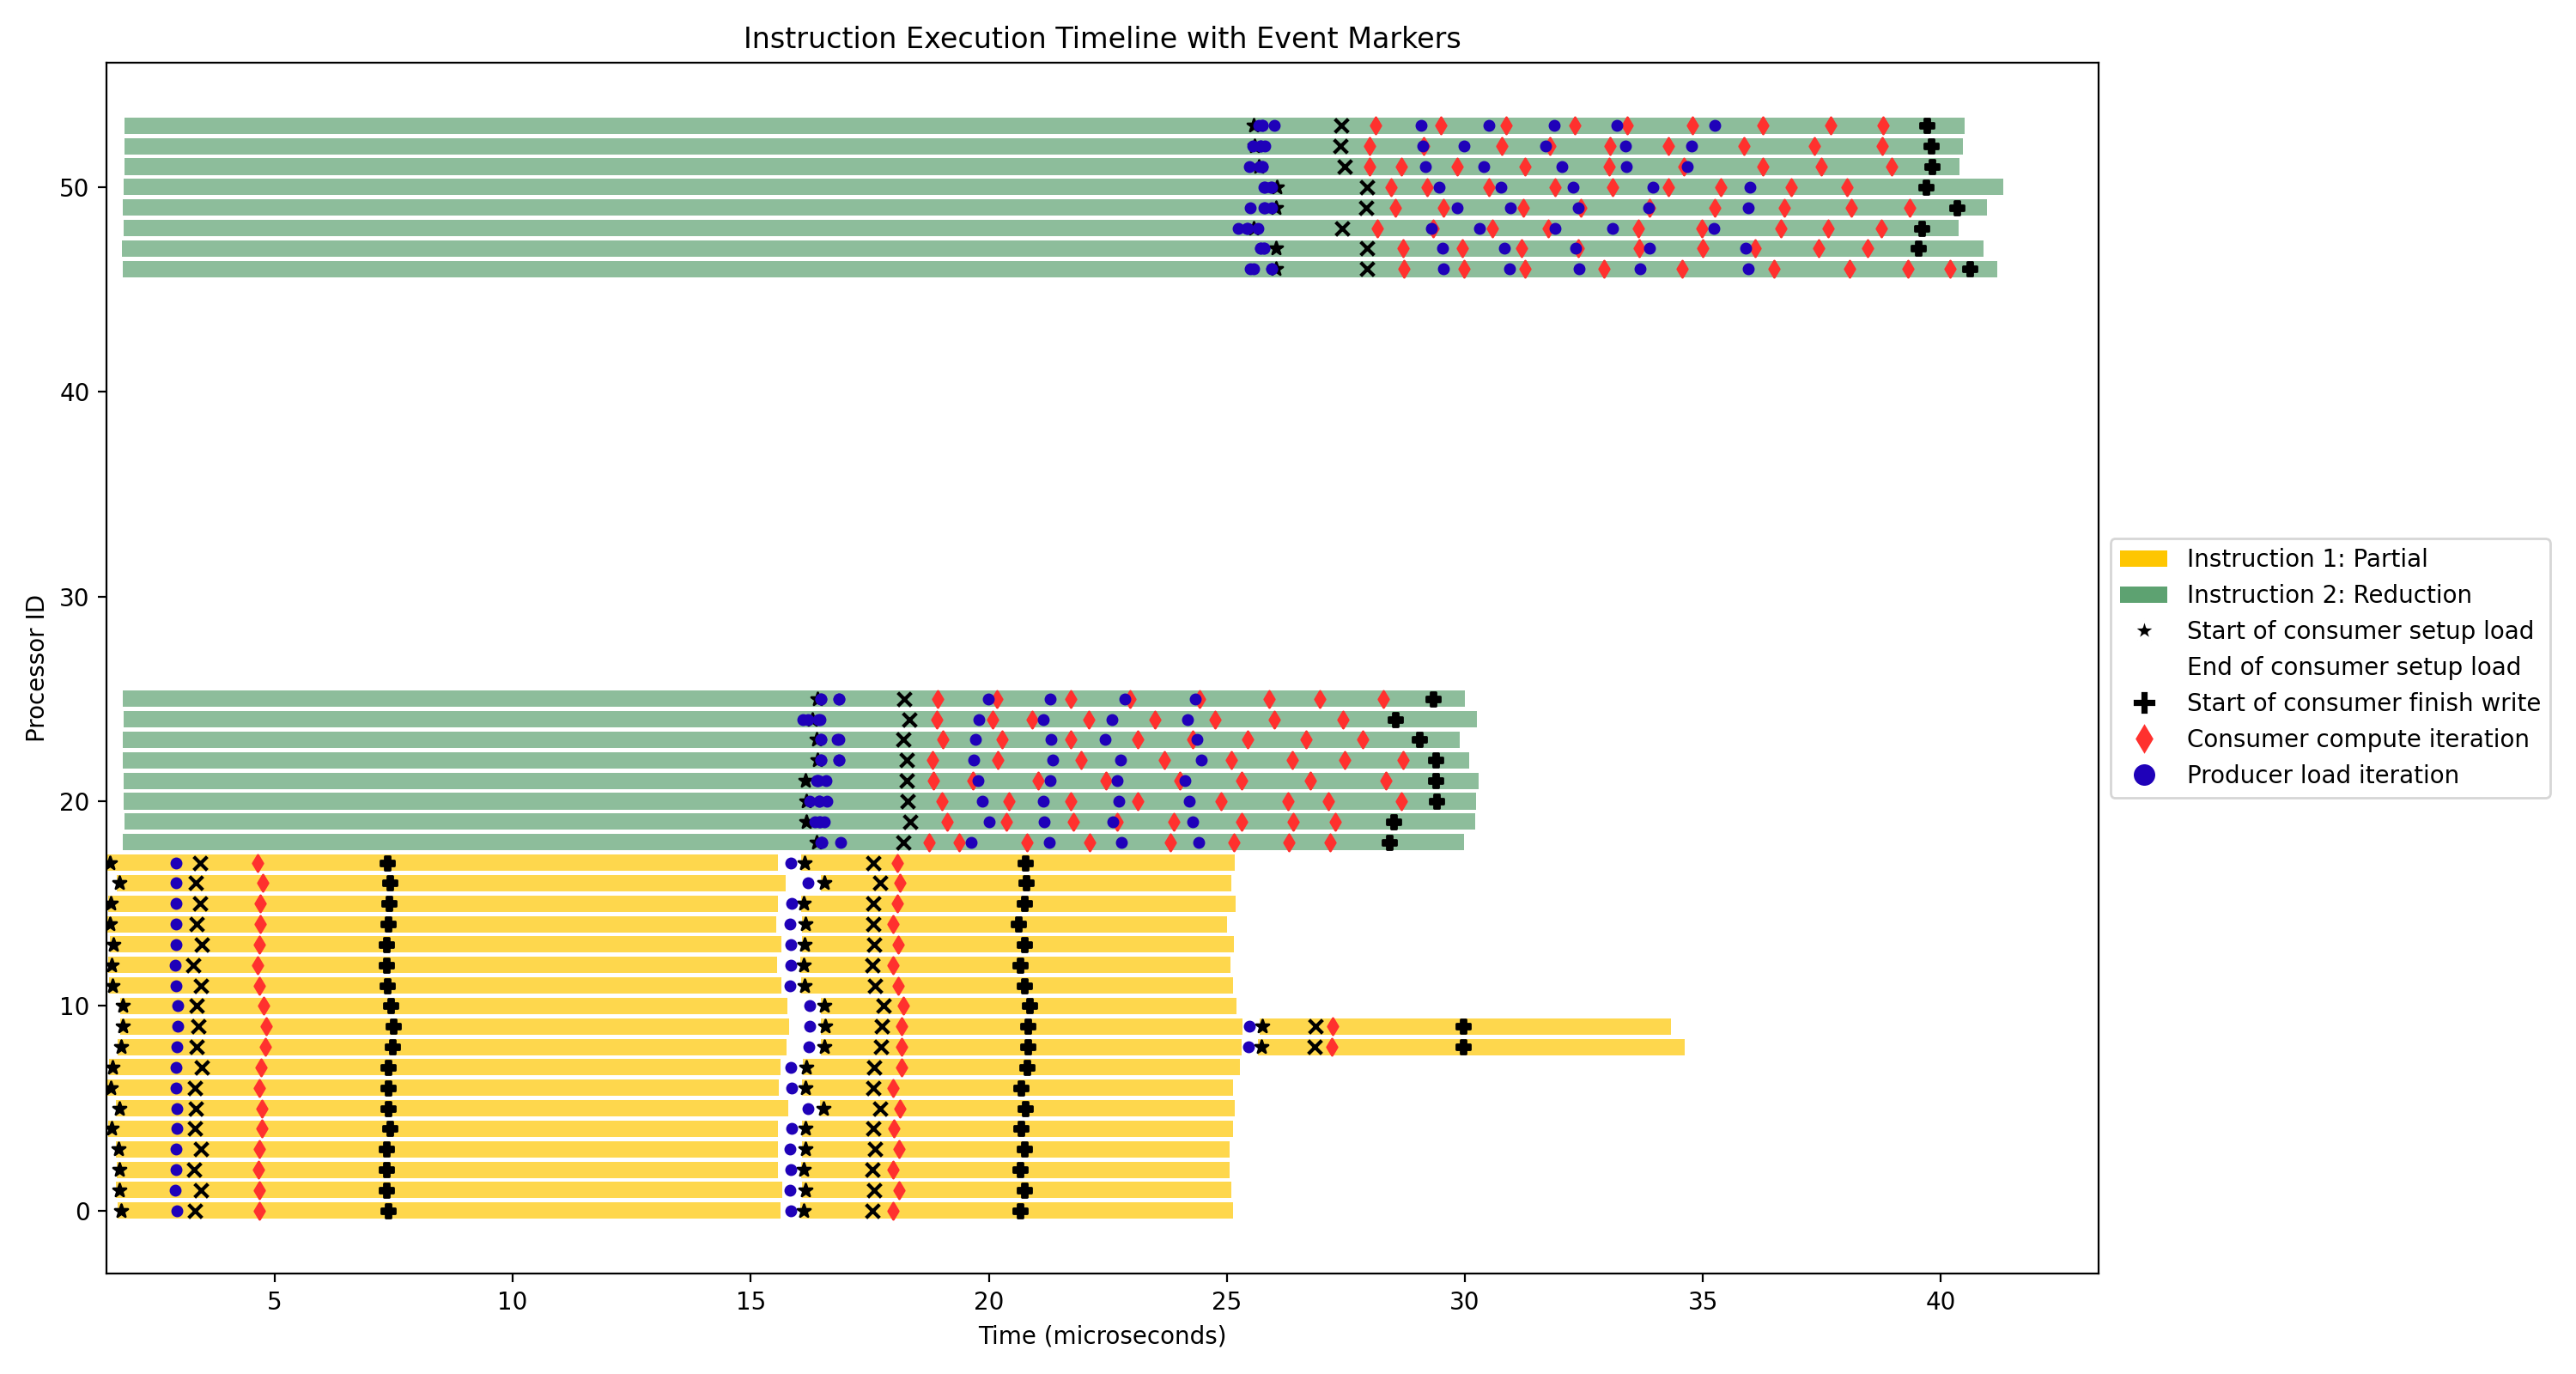 Instruction Execution Timeline with Event Markers
Processor ID
50
40
30
20
10
0
5 10 15 20 25 30 35 40
Time (microseconds)
Instruction 1: Partial
Instruction 2: Reduction
Start of consumer setup load
End of consumer setup load
Start of consumer finish write
Consumer compute iteration
Producer load iteration